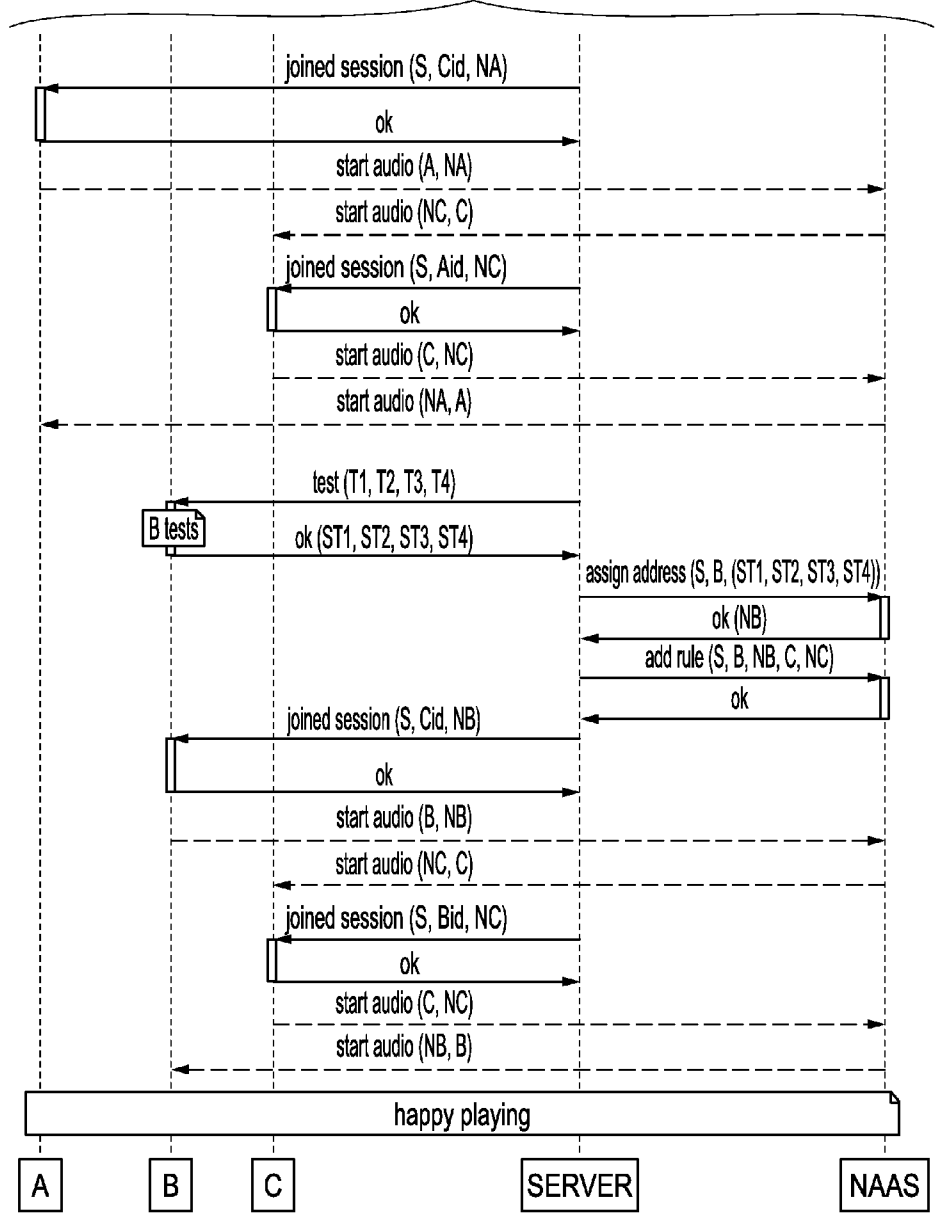 joined session (S, Cid, NA)
ok
start audio (A, NA)
start audio (NC, C)
joined session (S, Aid, NC)
ok
start audio (C, NC)
start audio (NA, A)
test (T1, T2, T3, T4)
B tests
ok (ST1, ST2, ST3, ST4)
assign address (S, B, (ST1, ST2, ST3, ST4))
ok (NB)
add rule (S, B, NB, C, NC)
ok
joined session (S, Cid, NB)
ok
start audio (B, NB)
start audio (NC, C)
joined session (S, Bid, NC)
ok
start audio (C, NC)
start audio (NB, B)
happy playing
A B C SERVER NAAS